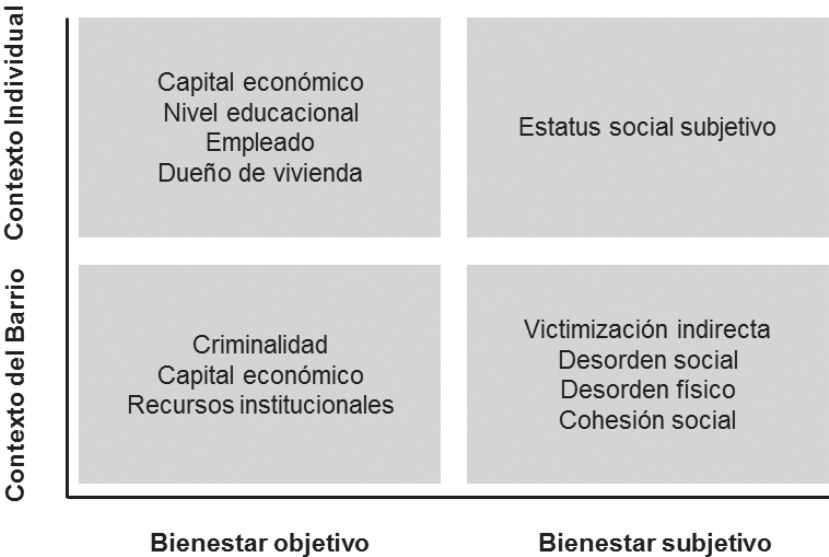 Contexto Individual
Capital económico
Nivel educacional
Empleado
Dueño de vivienda
Estatus social subjetivo
Contexto del Barrio
Criminalidad
Capital económico
Recursos institucionales
Victimización indirecta
Desorden social
Desorden físico
Cohesión social
Bienestar objetivo
Bienestar subjetivo